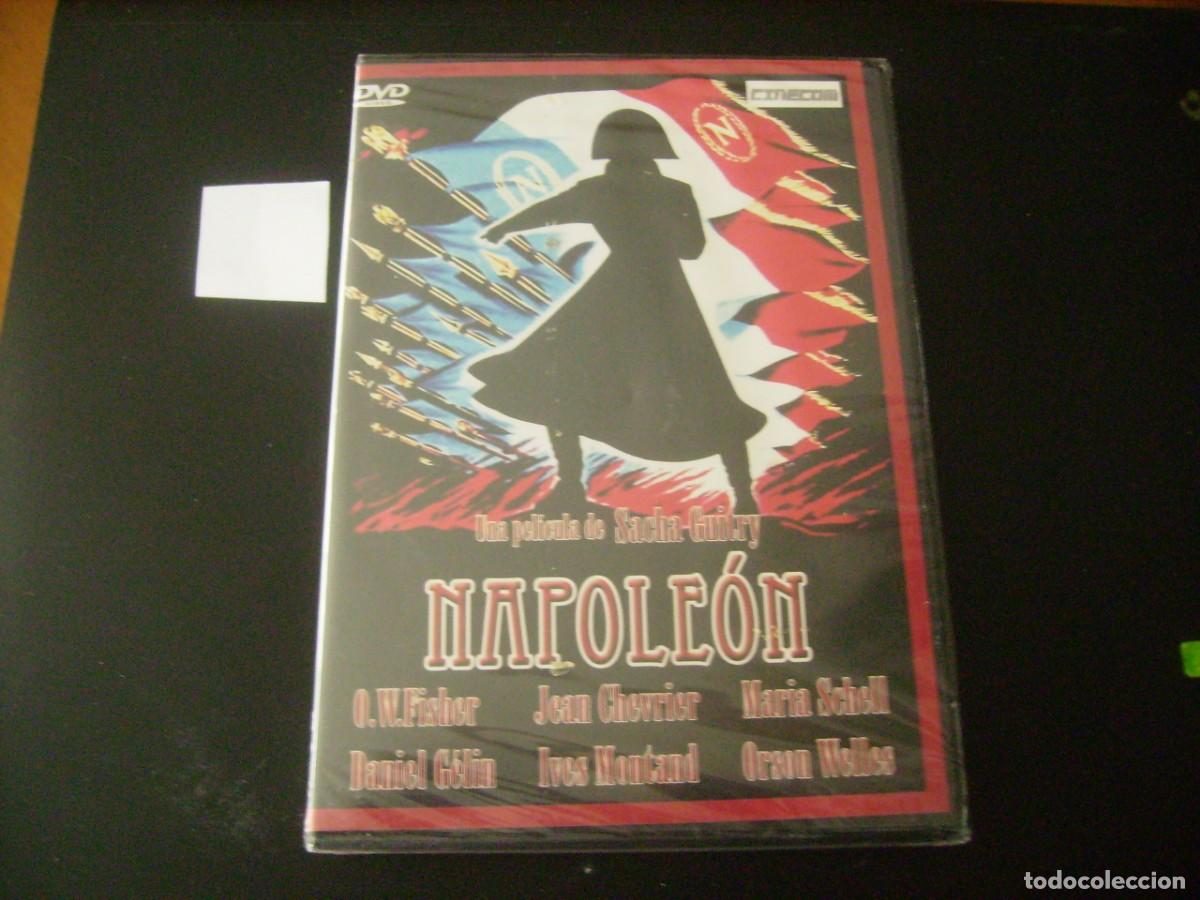 DVD
CINECOM
N
N
Una película de Sacha Guitry
NAPOLEÓN
O.W.Fisher Jean Chevrier Maria Schell
Daniel Gélin Ives Montand Orson Welles
todocoleccion